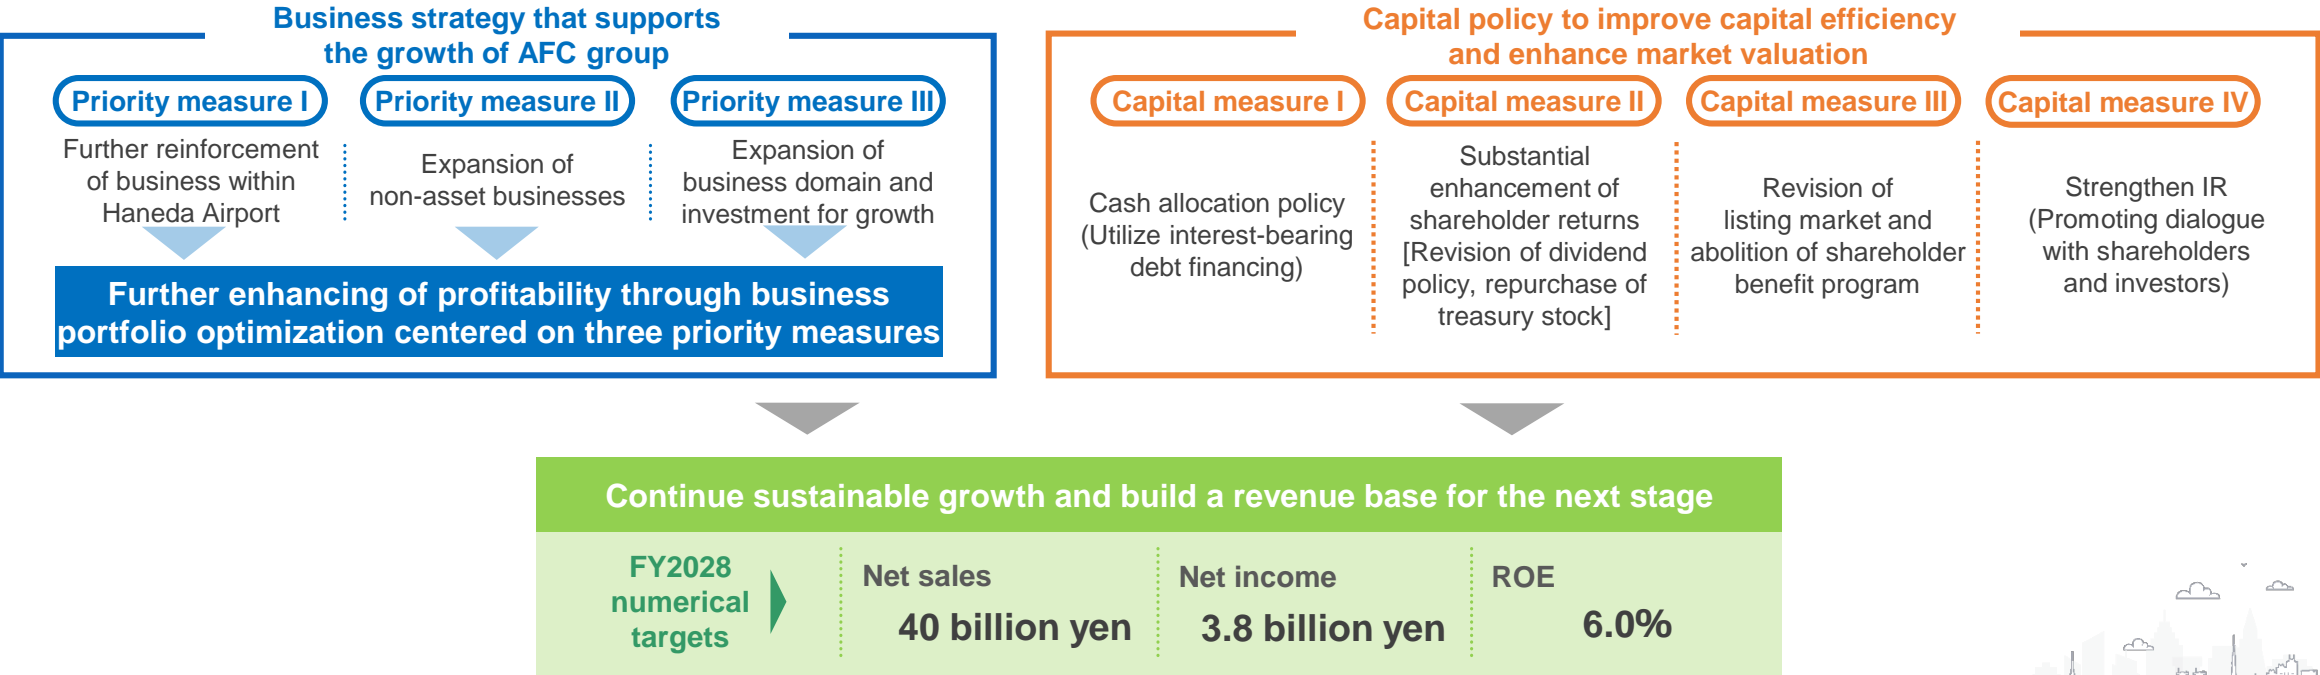 Business strategy that supports
the growth of AFC group
Priority measure I
Further reinforcement
of business within
Haneda Airport
Priority measure II
Expansion of
non-asset businesses
Priority measure III
Expansion of
business domain and
investment for growth
Further enhancing of profitability through business
portfolio optimization centered on three priority measures
Capital policy to improve capital efficiency
and enhance market valuation
Capital measure I
Cash allocation policy
(Utilize interest-bearing
debt financing)
Capital measure II
Substantial
enhancement of
shareholder returns
[Revision of dividend
policy, repurchase of
treasury stock]
Capital measure III
Revision of
listing market and
abolition of shareholder
benefit program
Capital measure IV
Strengthen IR
(Promoting dialogue
with shareholders
and investors)
Continue sustainable growth and build a revenue base for the next stage
FY2028
numerical
targets
Net sales
40 billion yen
Net income
3.8 billion yen
ROE
6.0%